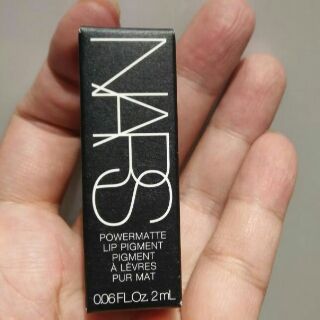 NARS
POWERMATTE
LIP PIGMENT
PIGMENT
À LÈVRES
PUR MAT
0.06 FL.Oz. 2 mL.